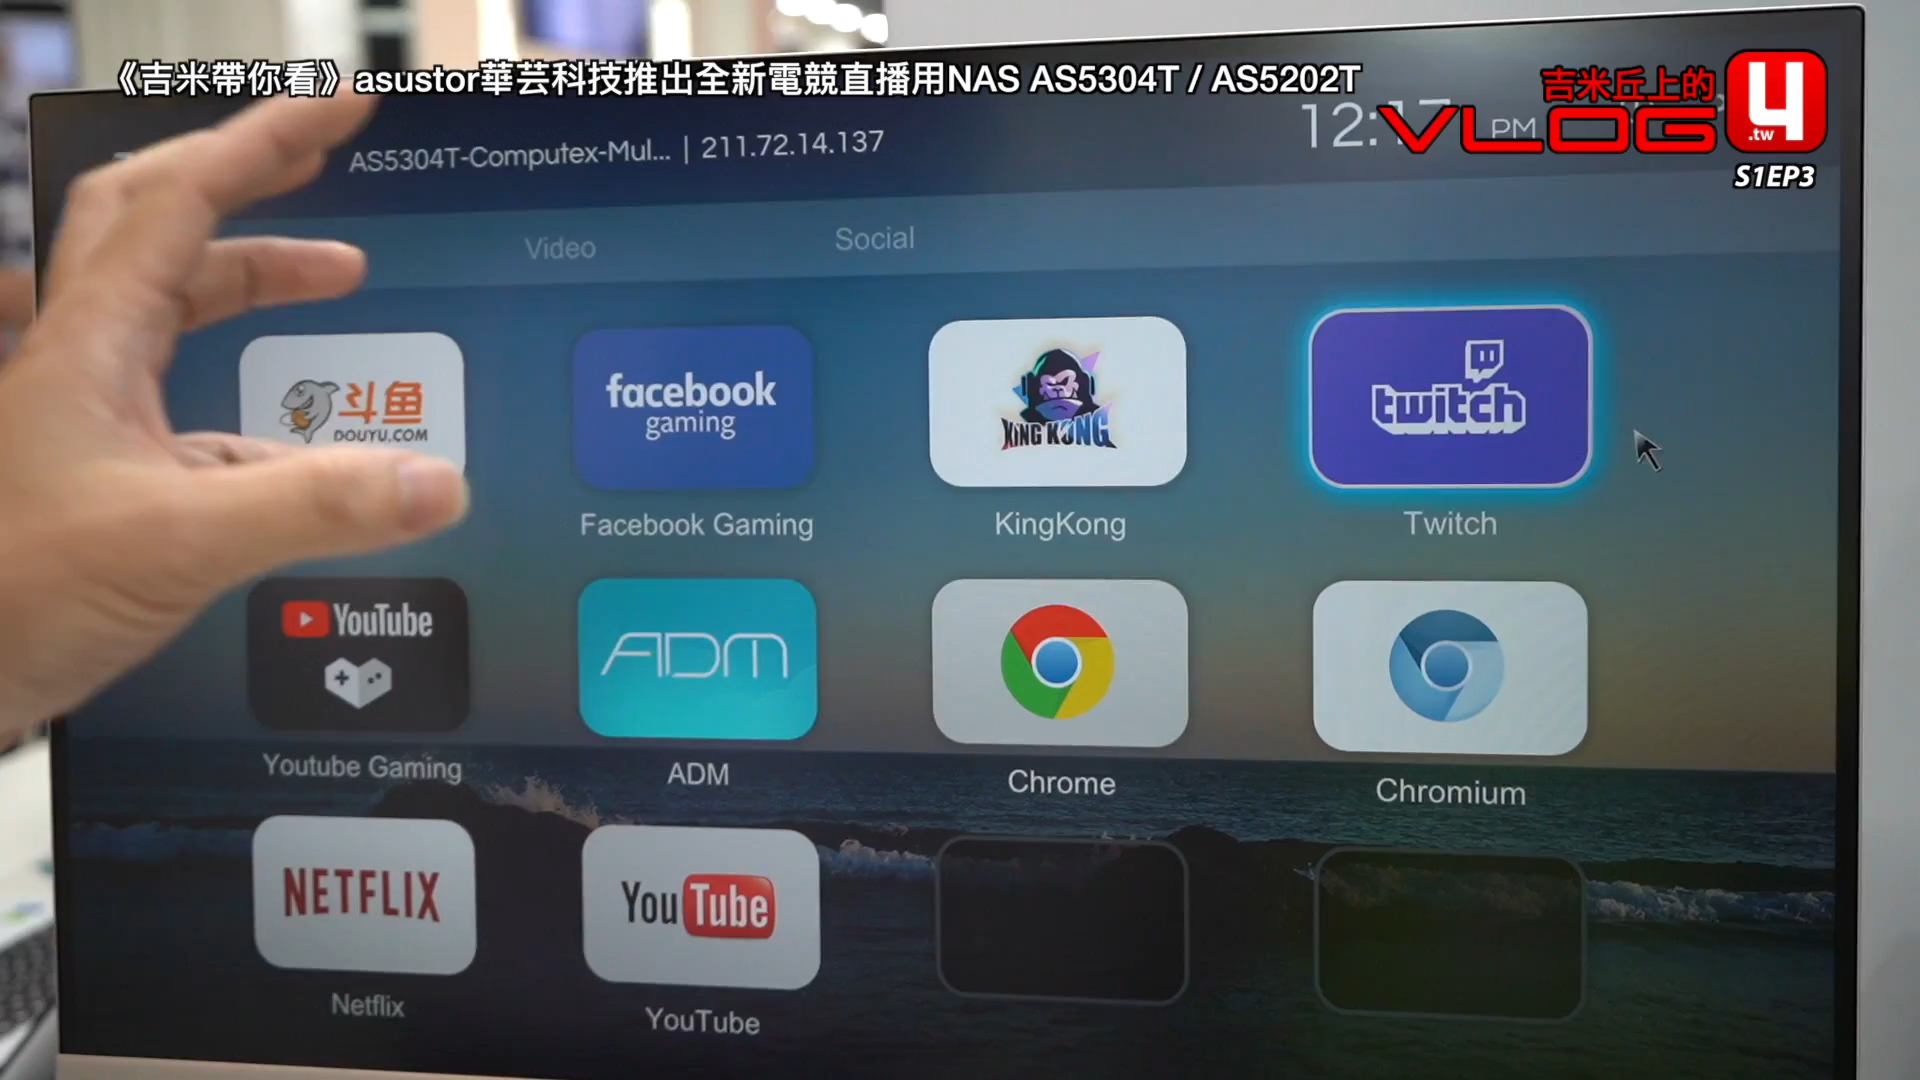 《吉米帶你看》asustor華芸科技推出全新電競直播用NAS AS5304T / AS5202T
吉米丘上的
VLOG
4
.tw
S1EP3
AS5304T-Computex-Mul... | 211.72.14.137
12:17 PM
Video
Social
斗鱼
DOUYU.COM
facebook
gaming
KING KONG
twitch
Facebook Gaming
KingKong
Twitch
YouTube
ADM
Youtube Gaming
ADM
Chrome
Chromium
NETFLIX
YouTube
Netflix
YouTube